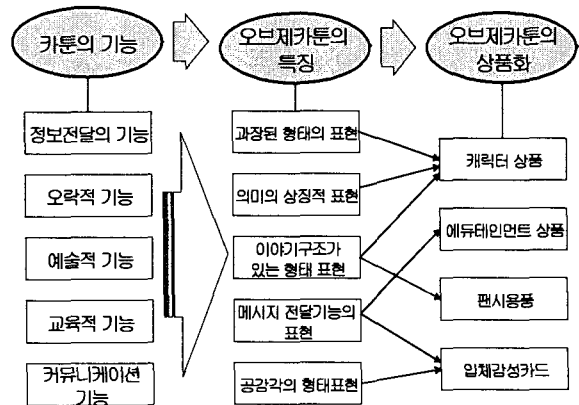 카툰의 기능
오브제카툰의
특징
오브제카툰의
상품화
정보전달의 기능
오락적 기능
예술적 기능
교육적 기능
커뮤니케이션
기능
과장된 형태의 표현
의미의 상징적 표현
이야기구조가
있는 형태 표현
메시지 전달기능의
표현
공감각의 형태표현
캐릭터 상품
에듀테인먼트 상품
팬시용품
입체감성카드